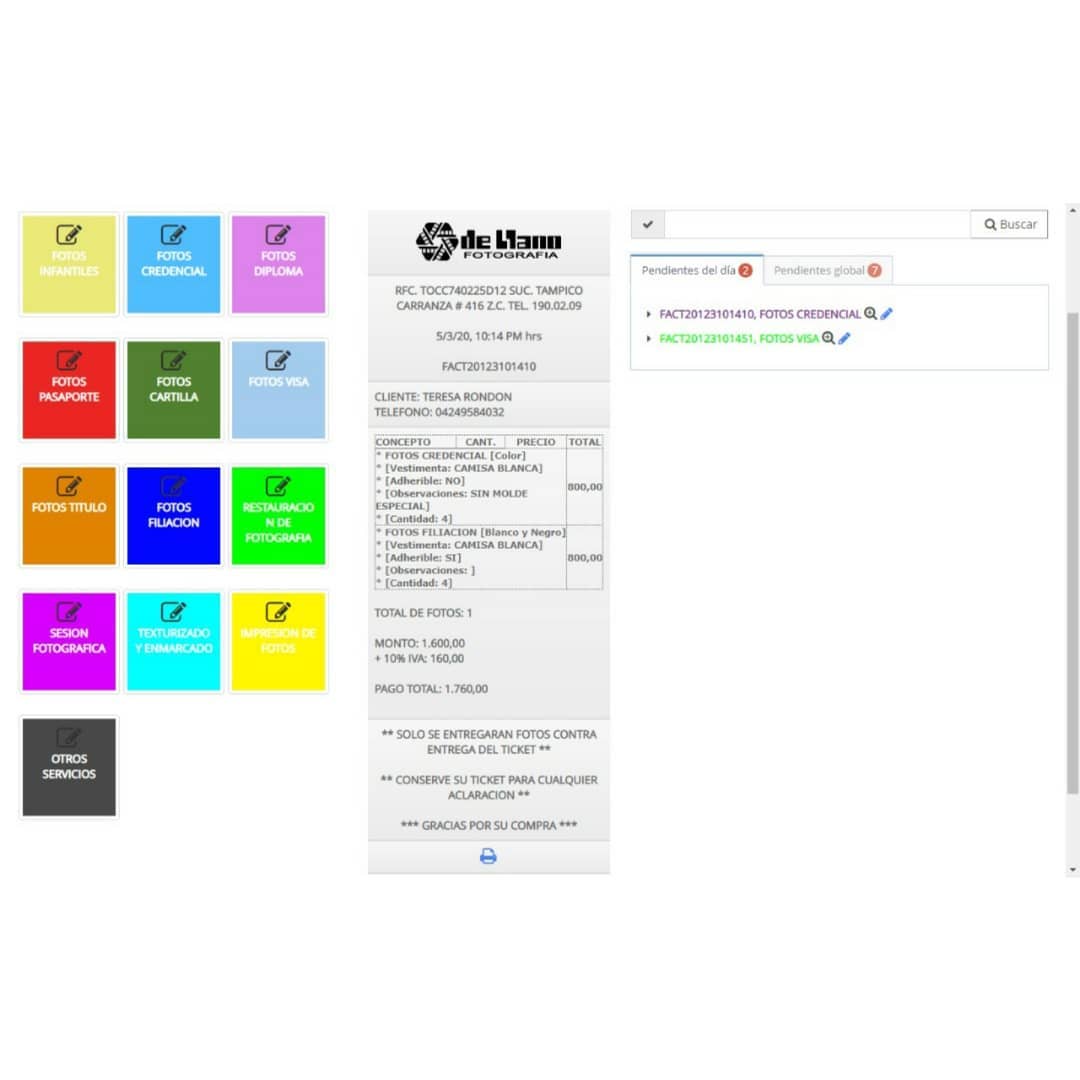 FOTOS
INFANTILES
FOTOS
CREDENCIAL
FOTOS
DIPLOMA
FOTOS
PASAPORTE
FOTOS
CARTILLA
FOTOS VISA
FOTOS TITULO
FOTOS
FILIACION
RESTAURACIO
N DE
FOTOGRAFIA
SESION
FOTOGRAFICA
TEXTURIZADO
Y ENMARCADO
IMPRESION DE
FOTOS
OTROS
SERVICIOS
de Llano
FOTOGRAFIA
RFC. TOCC740225D12 SUC. TAMPICO
CARRANZA # 416 Z.C. TEL. 190.02.09
5/3/20, 10:14 PM hrs
FACT20123101410
CLIENTE: TERESA RONDON
TELEFONO: 04249584032
CONCEPTO CANT. PRECIO TOTAL
* FOTOS CREDENCIAL [Color]
* [Vestimenta: CAMISA BLANCA]
* [Adherible: NO]
* [Observaciones: SIN MOLDE
ESPECIAL]
* [Cantidad: 4]
800,00
* FOTOS FILIACION [Blanco y Negro]
* [Vestimenta: CAMISA BLANCA]
* [Adherible: SI]
* [Observaciones: ]
* [Cantidad: 4]
800,00
TOTAL DE FOTOS: 1
MONTO: 1.600,00
+ 10% IVA: 160,00
PAGO TOTAL: 1.760,00
** SOLO SE ENTREGARAN FOTOS CONTRA
ENTREGA DEL TICKET **
** CONSERVE SU TICKET PARA CUALQUIER
ACLARACION **
*** GRACIAS POR SU COMPRA ***
Buscar
Pendientes del día 2
Pendientes global 7
FACT20123101410, FOTOS CREDENCIAL
FACT20123101451, FOTOS VISA